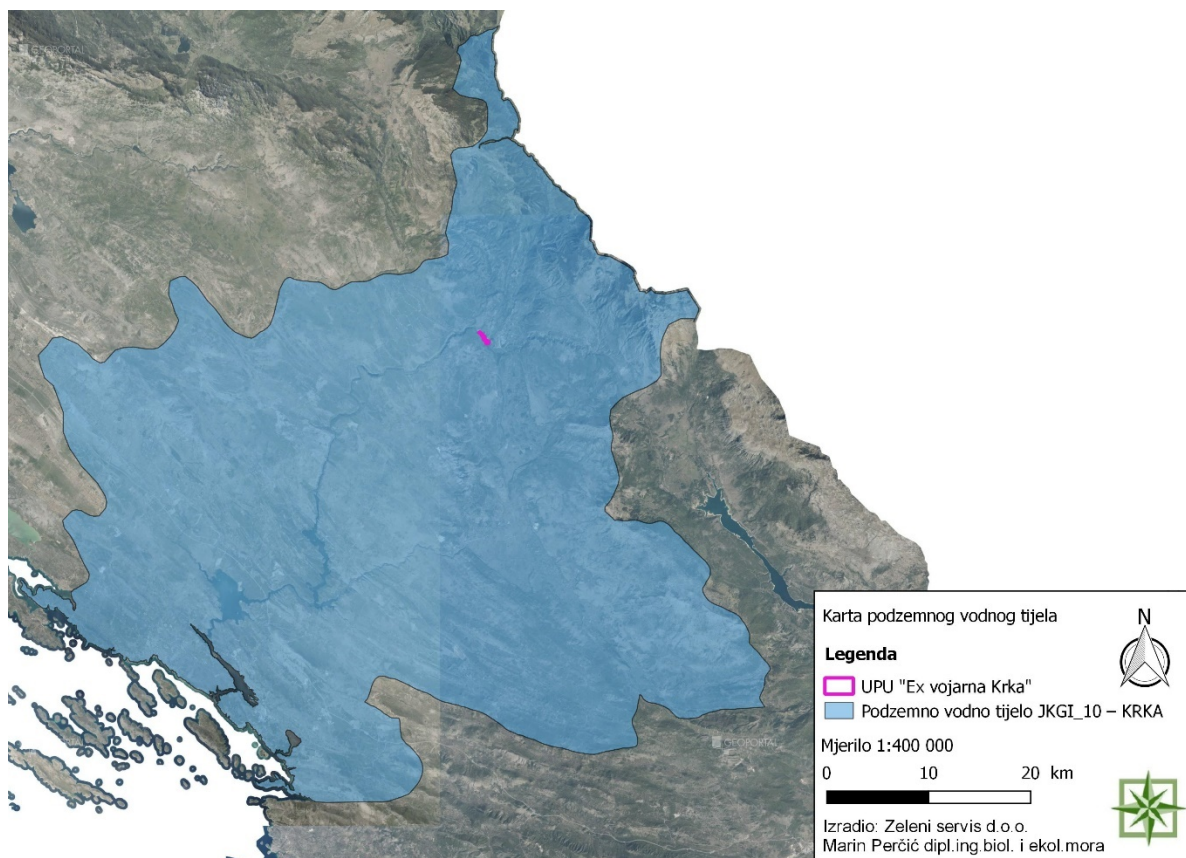 GEOPORTAL
GEOPORTAL
Karta podzemnog vodnog tijela
N
Legenda
UPU "Ex vojarna Krka"
Podzemno vodno tijelo JKGI_10 – KRKA
Mjerilo 1:400 000
0 10 20 km
Izradio: Zeleni servis d.o.o.
Marin Perčić dipl.ing.biol. i ekol.mora